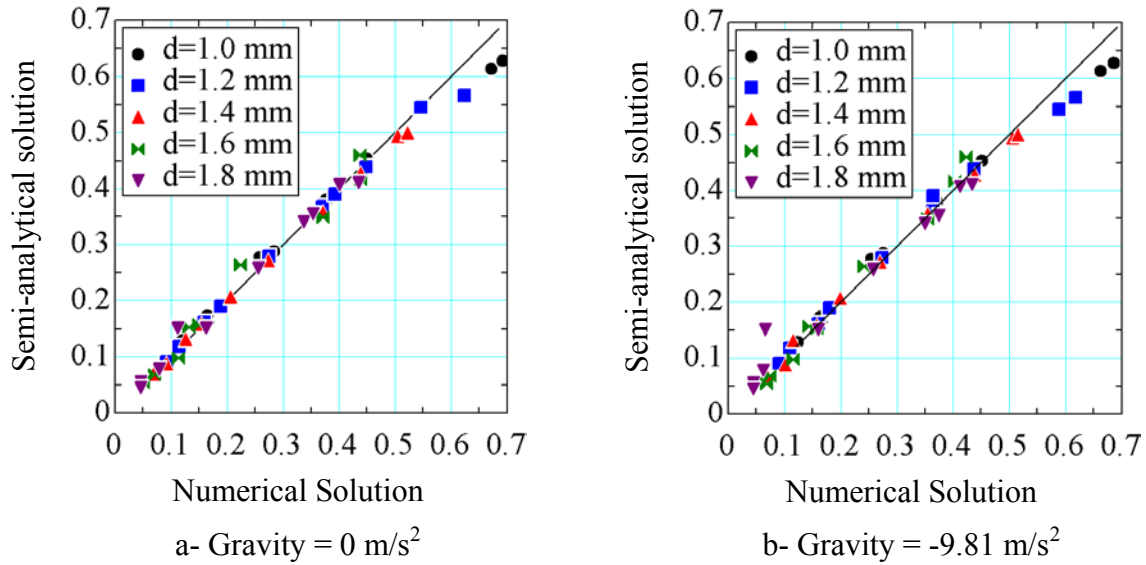 0.7
0.6
0.5
0.4
0.3
0.2
0.1
0
d=1.0 mm
d=1.2 mm
d=1.4 mm
d=1.6 mm
d=1.8 mm
0 0.1 0.2 0.3 0.4 0.5 0.6 0.7
Semi-analytical solution
Numerical Solution
a- Gravity = 0 m/s²
0.7
0.6
0.5
0.4
0.3
0.2
0.1
0
d=1.0 mm
d=1.2 mm
d=1.4 mm
d=1.6 mm
d=1.8 mm
0 0.1 0.2 0.3 0.4 0.5 0.6 0.7
Semi-analytical solution
Numerical Solution
b- Gravity = -9.81 m/s²